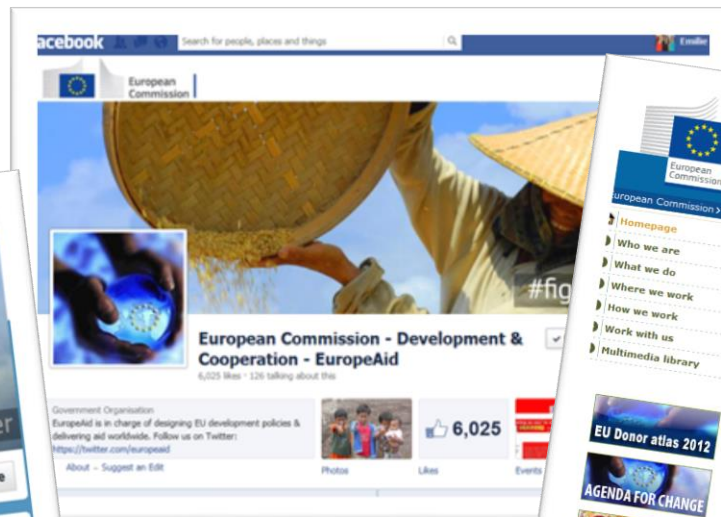 acebook
Search for people, places and things
Emilie
European
Commission
#fig
European Commission - Development &
Cooperation - EuropeAid
6,025 likes · 126 talking about this
Government Organisation
EuropeAid is in charge of designing EU development policies &
delivering aid worldwide. Follow us on Twitter:
https://twitter.com/europeaid
About – Suggest an Edit
Photos
6,025
Likes
Events
European
Commission
uropean Commission >
Homepage
Who we are
What we do
Where we work
How we work
Work with us
Multimedia library
EU Donor atlas 2012
AGENDA FOR CHANGE
er
e